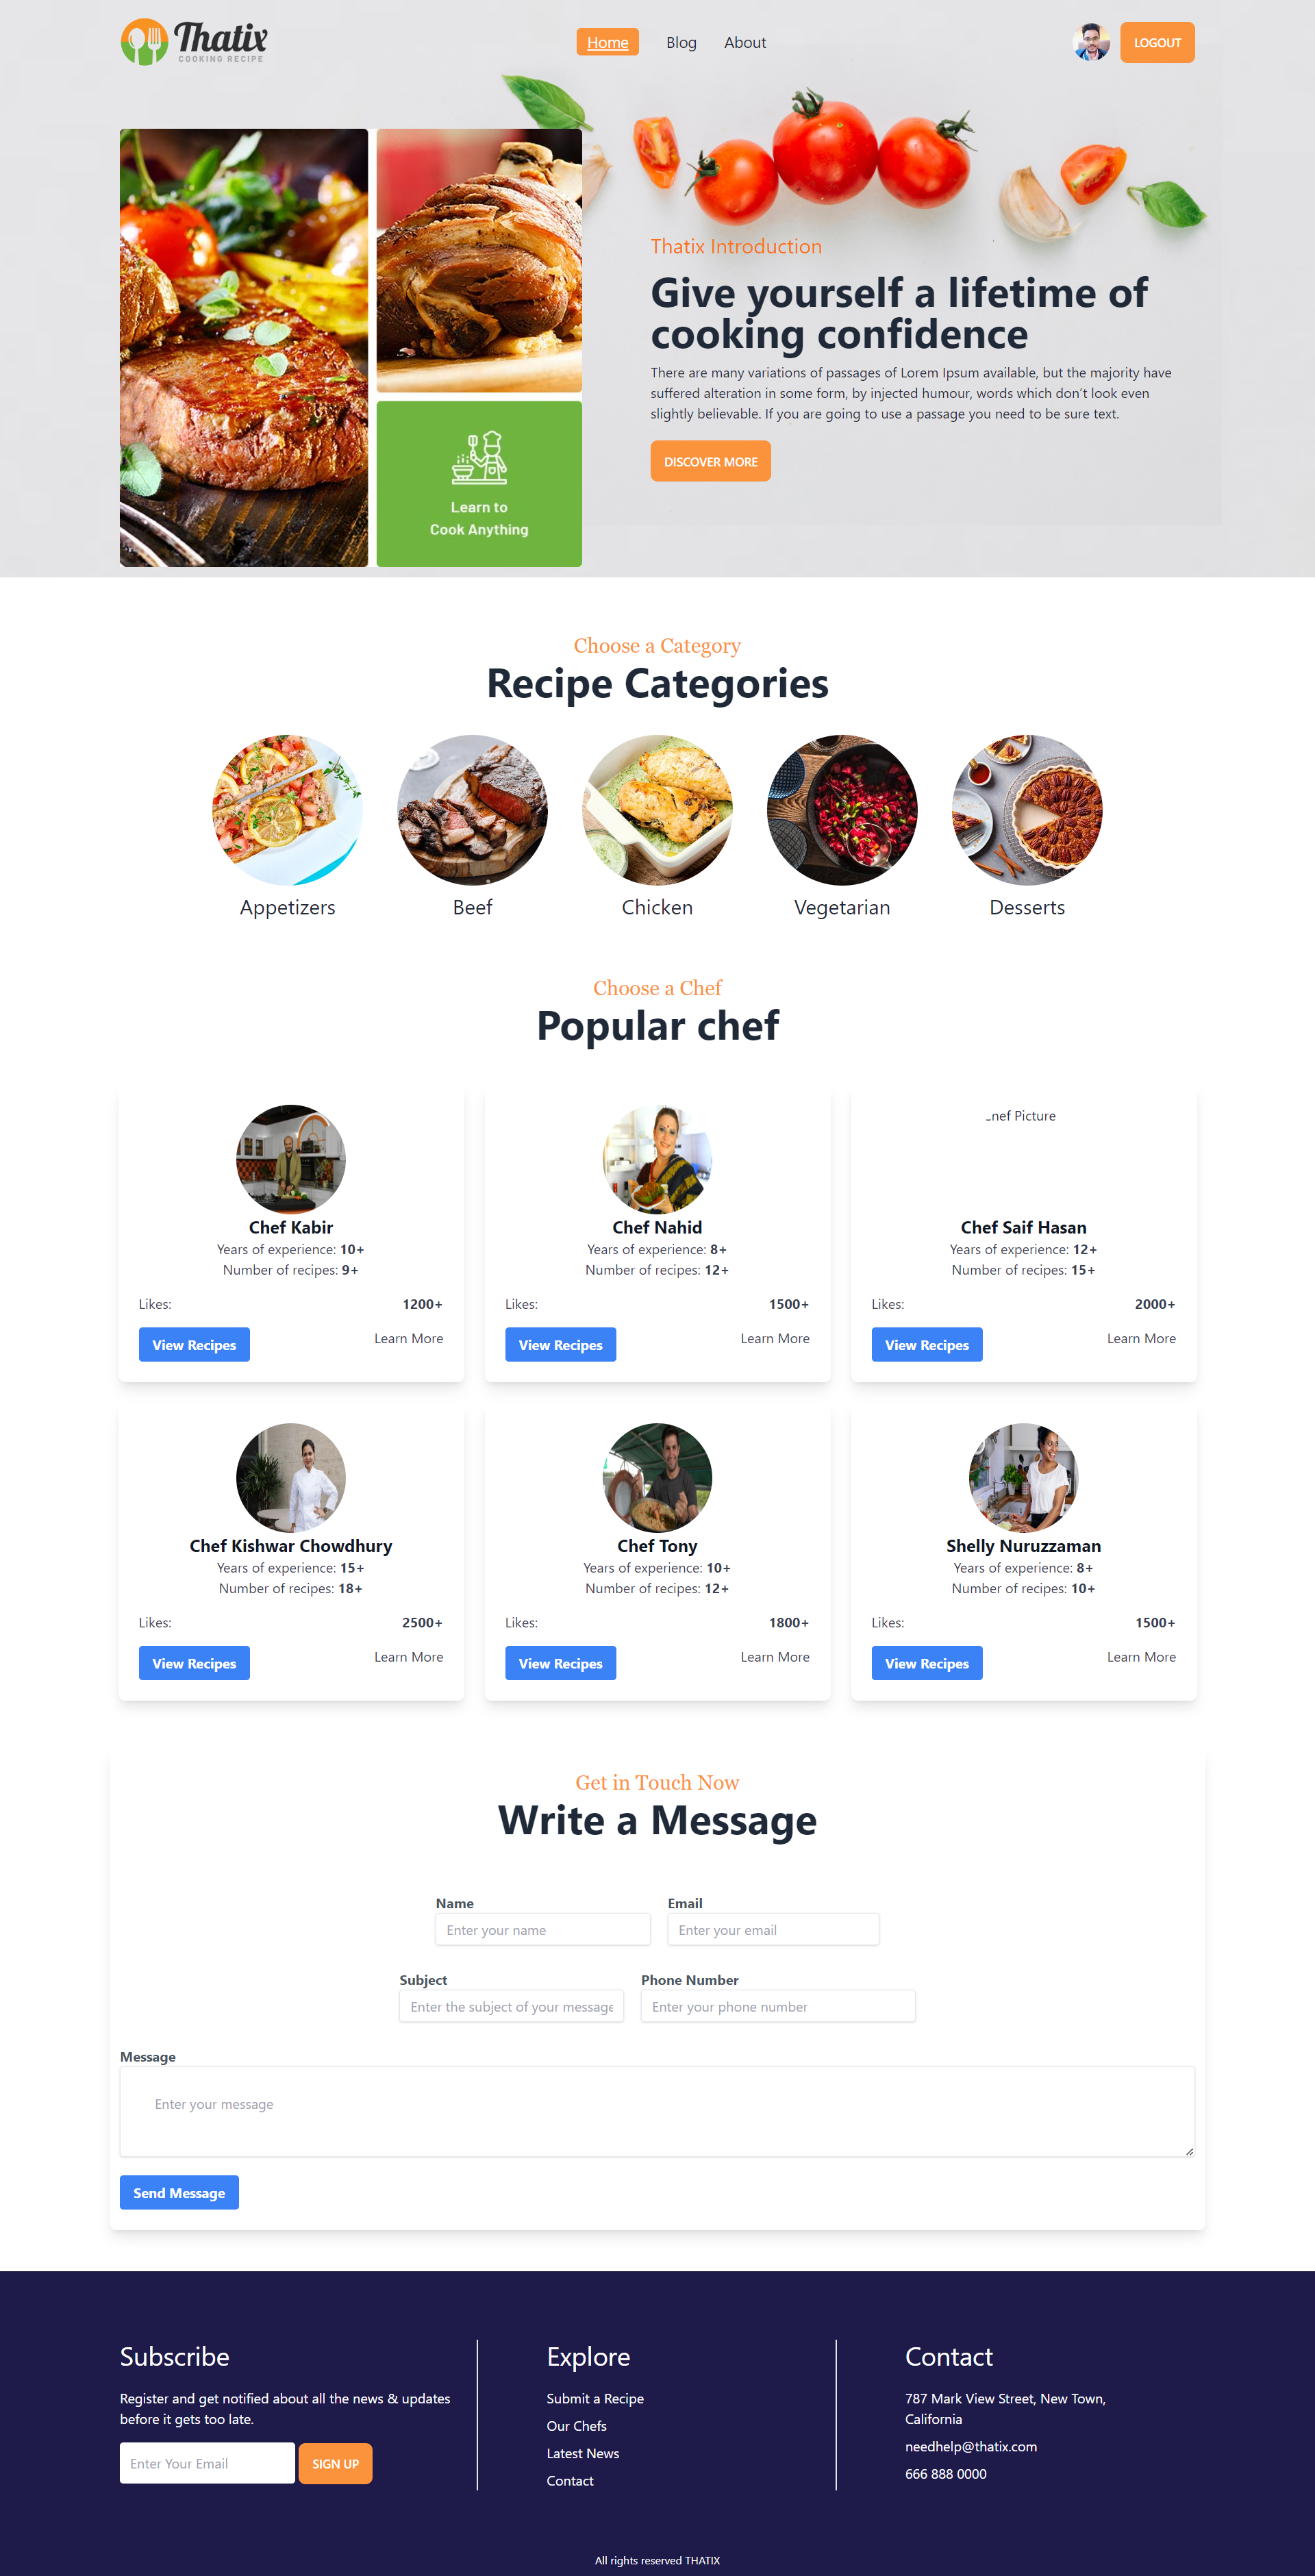 Thatix
COOKING RECIPE
Home
Blog
About
LOGOUT
Learn to
Cook Anything
Thatix Introduction
Give yourself a lifetime of
cooking confidence
There are many variations of passages of Lorem Ipsum available, but the majority have
suffered alteration in some form, by injected humour, words which don't look even
slightly believable. If you are going to use a passage you need to be sure text.
DISCOVER MORE
Choose a Category
Recipe Categories
Appetizers
Beef
Chicken
Vegetarian
Desserts
Choose a Chef
Popular chef
Chef Kabir
Years of experience: 10+
Number of recipes: 9+
Likes: 1200+
View Recipes
Learn More
Chef Nahid
Years of experience: 8+
Number of recipes: 12+
Likes: 1500+
View Recipes
Learn More
Picture
Chef Saif Hasan
Years of experience: 12+
Number of recipes: 15+
Likes: 2000+
View Recipes
Learn More
Chef Kishwar Chowdhury
Years of experience: 15+
Number of recipes: 18+
Likes: 2500+
View Recipes
Learn More
Chef Tony
Years of experience: 10+
Number of recipes: 12+
Likes: 1800+
View Recipes
Learn More
Shelly Nuruzzaman
Years of experience: 8+
Number of recipes: 10+
Likes: 1500+
View Recipes
Learn More
Get in Touch Now
Write a Message
Name
Enter your name
Email
Enter your email
Subject
Enter the subject of your message
Phone Number
Enter your phone number
Message
Enter your message
Send Message
Subscribe
Register and get notified about all the news & updates
before it gets too late.
Enter Your Email
SIGN UP
Explore
Submit a Recipe
Our Chefs
Latest News
Contact
Contact
787 Mark View Street, New Town,
California
needhelp@thatix.com
666 888 0000
All rights reserved THATIX